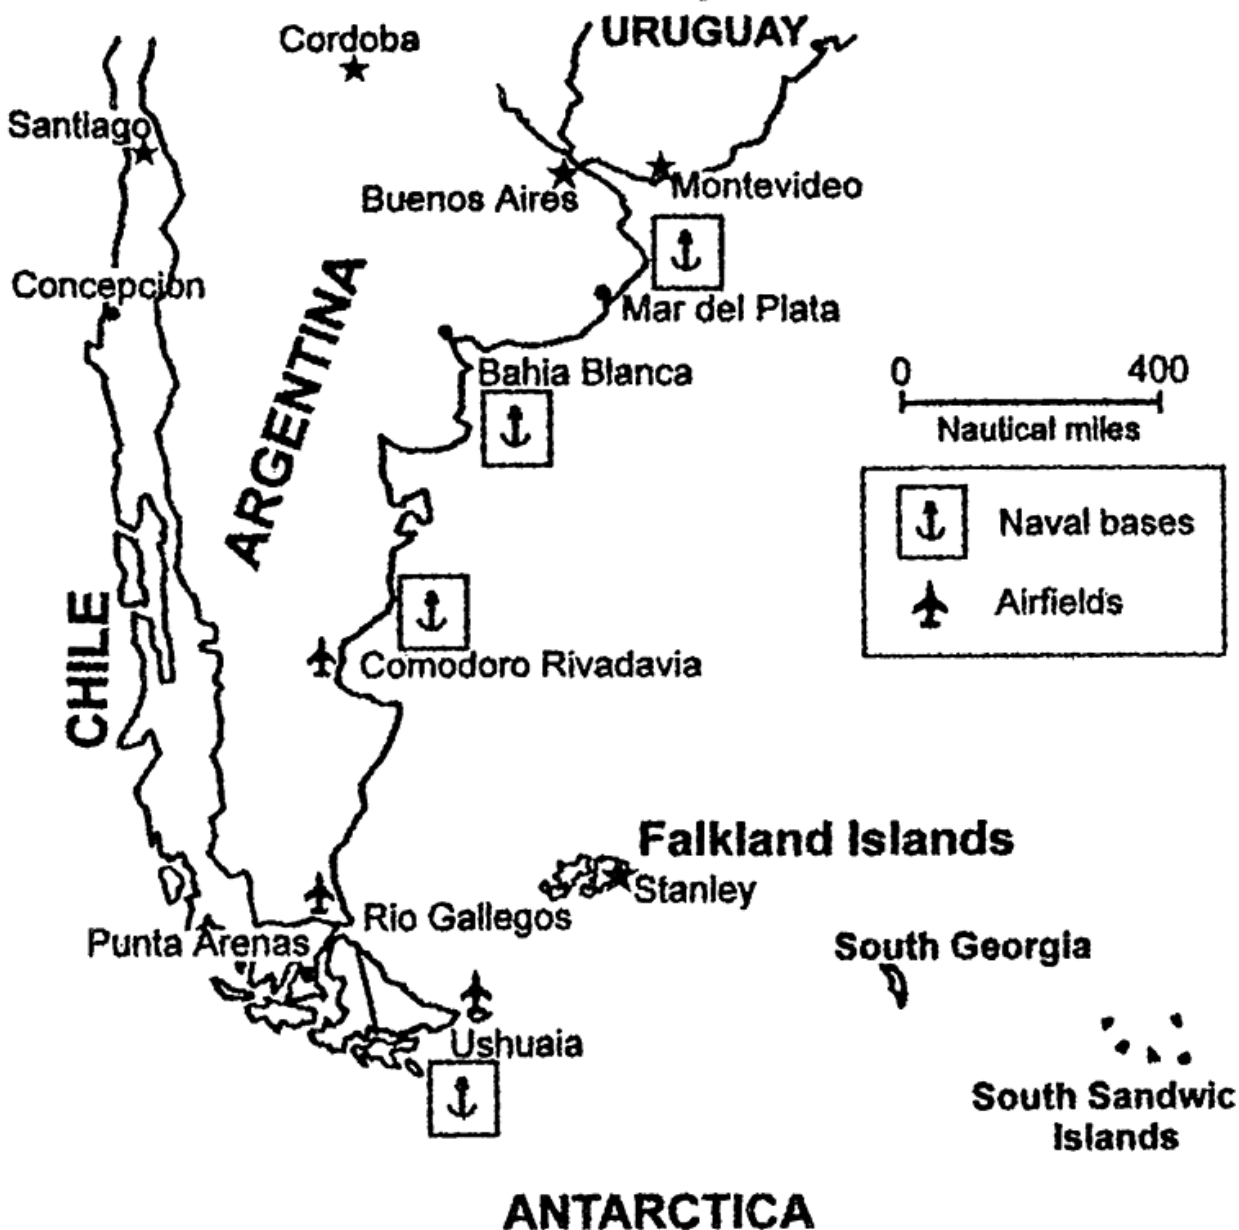 URUGUAY
Cordoba
Santiago
Buenos Aires
Montevideo
Concepción
Mar del Plata
ARGENTINA
Bahia Blanca
0 400
Nautical miles
Naval bases
Airfields
CHILE
Comodoro Rivadavia
Falkland Islands
Stanley
Rio Gallegos
Punta Arenas
South Georgia
Ushuaia
South Sandwic
Islands
ANTARCTICA